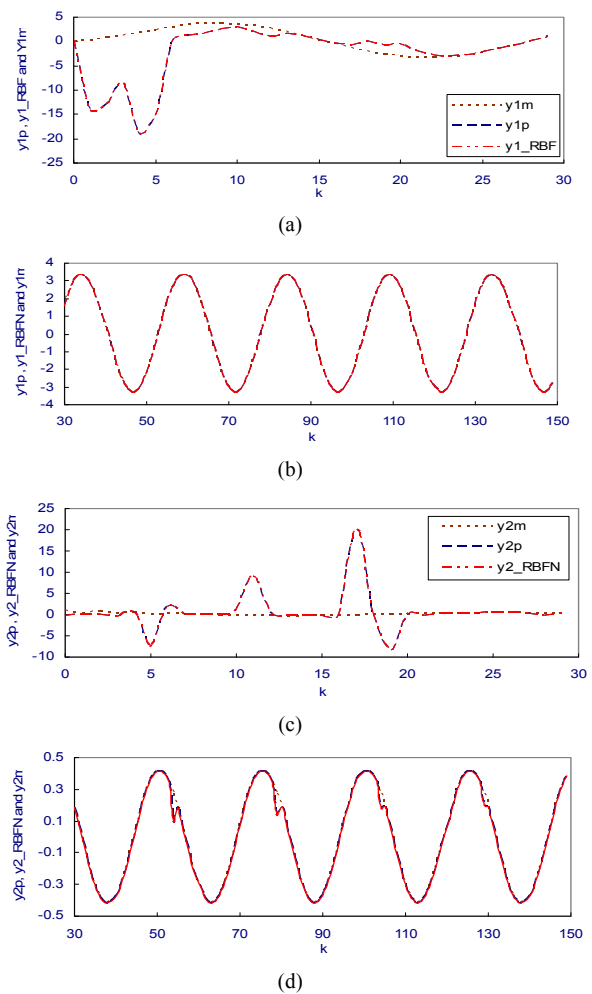 y1p , y1_RBF and Y1m
5
0
-5
-10
-15
-20
-25
y1m
y1p
y1_RBF
0 5 10 15 20 25 30
k
(a)
y1p , y1_RBFN and y1m
4
3
2
1
0
-1
-2
-3
-4
30 50 70 90 110 130 150
k
(b)
y2p , y2_RBFN and y2m
25
20
15
10
5
0
-5
-10
y2m
y2p
y2_RBFN
0 5 10 15 20 25 30
k
(c)
y2p, y2_RBFN and y2m
0.5
0.3
0.1
-0.1
-0.3
-0.5
30 50 70 90 110 130 150
k
(d)